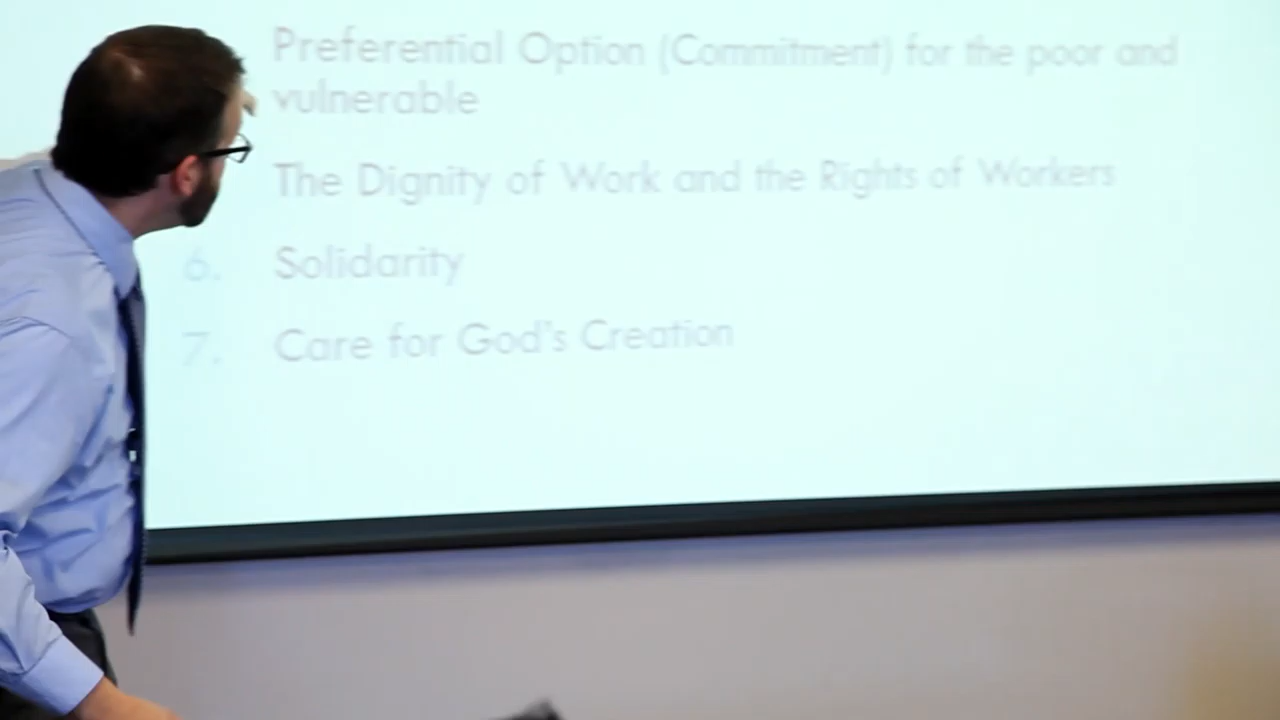 Preferential Option (Commitment) for the poor and
vulnerable
The Dignity of Work and the Rights of Workers
6. Solidarity
7. Care for God's Creation